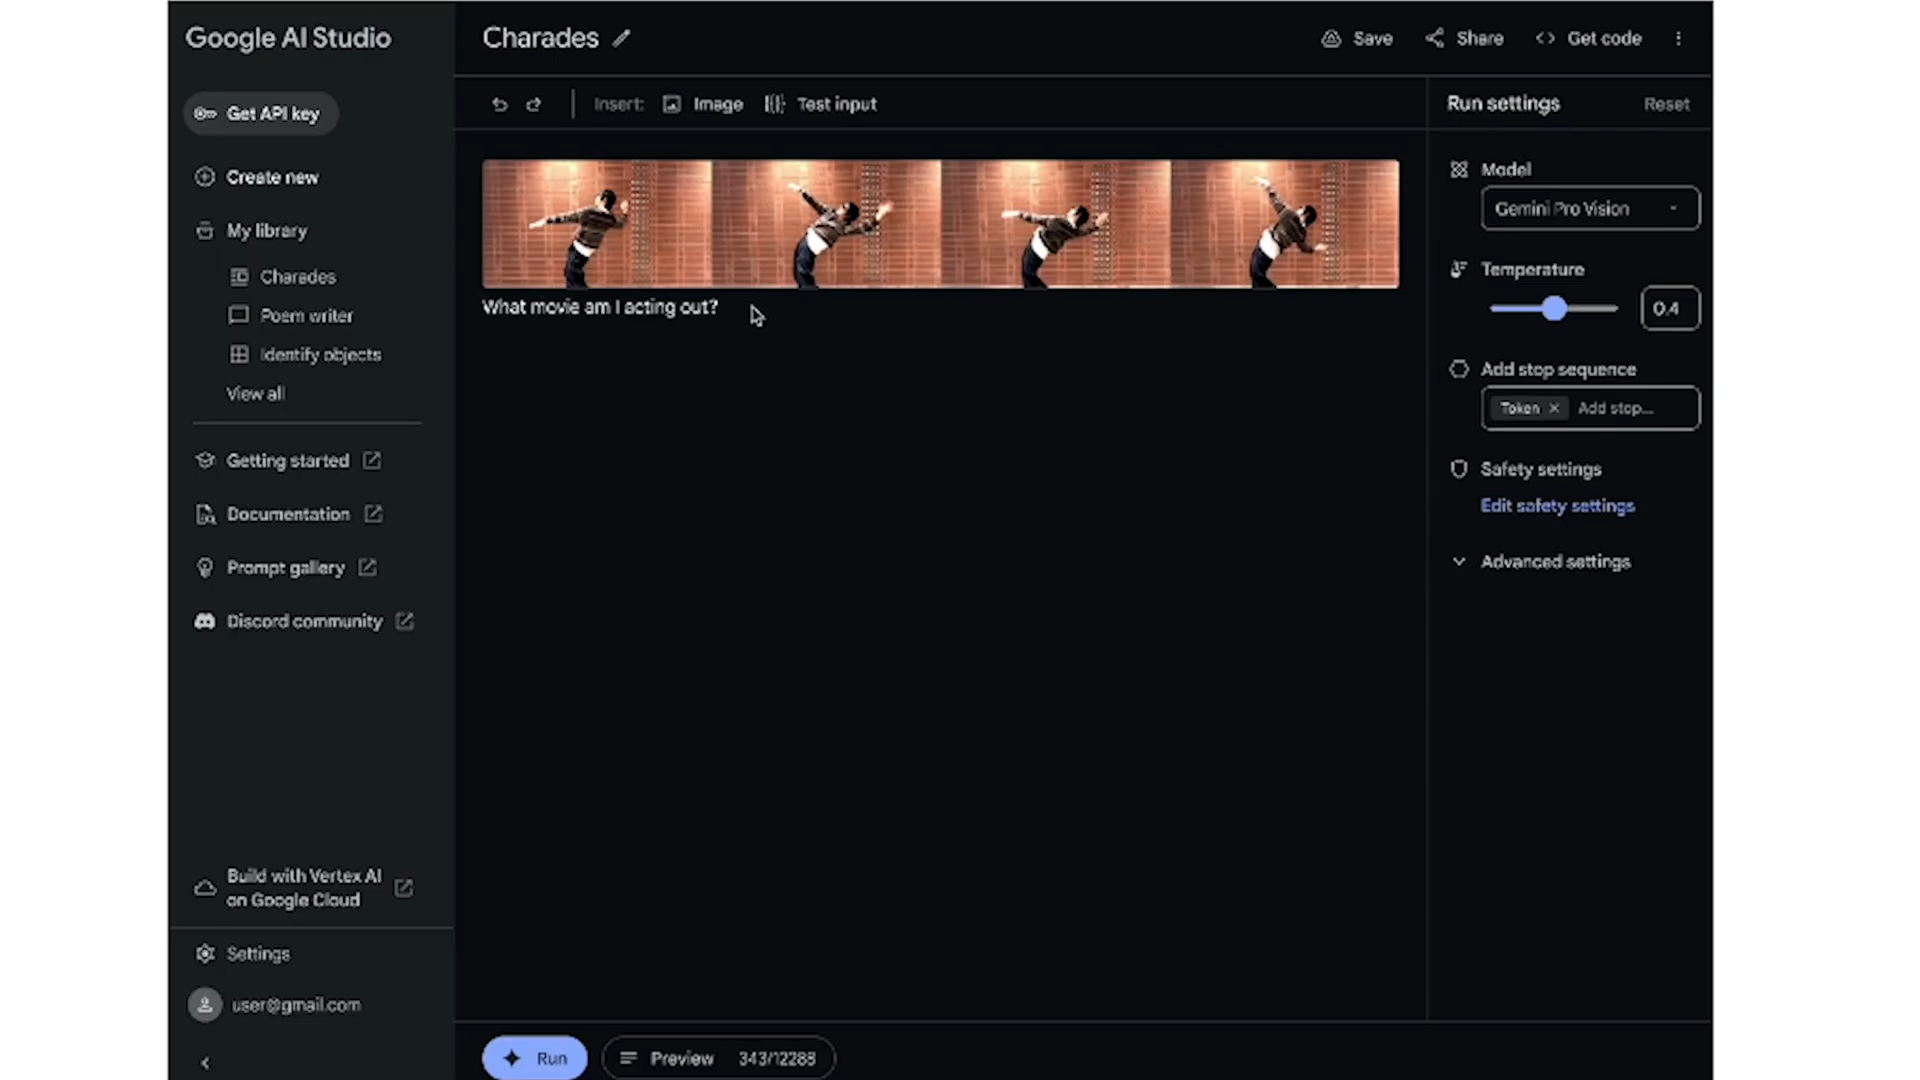 Google AI Studio
Get API key
Create new
My library
Charades
Poem writer
Identify objects
View all
Getting started
Documentation
Prompt gallery
Discord community
Build with Vertex AI
on Google Cloud
Settings
user@gmail.com
Charades
Save
Share
Get code
Insert:
Image
Test input
What movie am I acting out?
Run
Preview
343/12288
Run settings
Reset
Model
Gemini Pro Vision
Temperature
0.4
Add stop sequence
Token
Add stop...
Safety settings
Edit safety settings
Advanced settings